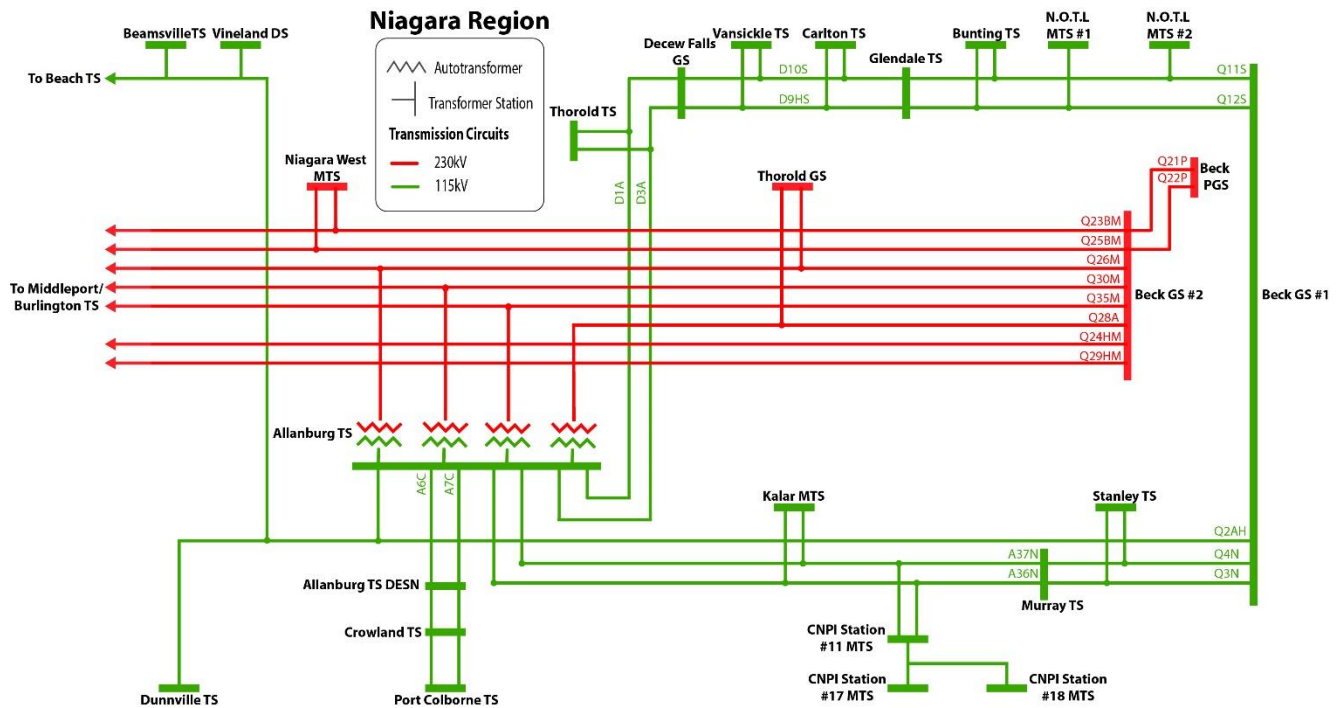 Niagara Region
Autotransformer
Transformer Station
Transmission Circuits
230kV
115kV
BeamsvilleTS
Vineland DS
To Beach TS
Decew Falls
GS
Vansickle TS
Carlton TS
Glendale TS
Bunting TS
N.O.T.L
MTS #1
N.O.T.L
MTS #2
D10S
Q11S
D9HS
Q12S
Thorold TS
D1A
D3A
Niagara West
MTS
Thorold GS
Q21P
Q22P
Beck
PGS
Q23BM
Q25BM
Q26M
Q30M
Q35M
Q28A
Q24HM
Q29HM
To Middleport/
Burlington TS
Beck GS #2
Beck GS #1
Allanburg TS
A6C
A7C
Kalar MTS
Stanley TS
Q2AH
A37N
Q4N
A36N
Q3N
Murray TS
Allanburg TS DESN
Crowland TS
CNPI Station
#11 MTS
Dunnville TS
Port Colborne TS
CNPI Station
#17 MTS
CNPI Station
#18 MTS